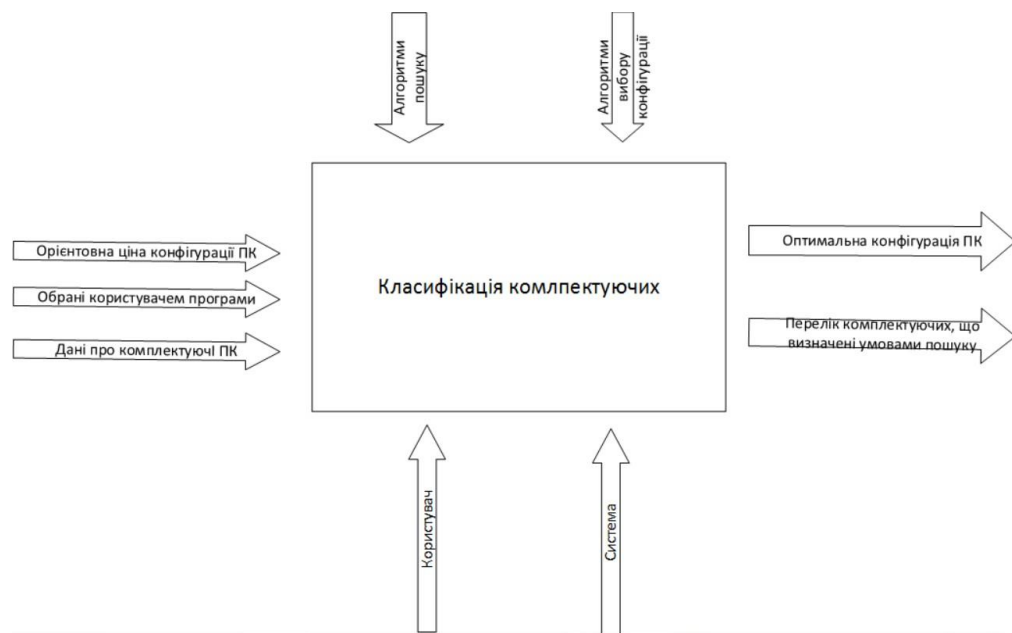 Алгоритми
пошуку
Алгоритми
вибору
конфігурації
Орієнтовна ціна конфігурації ПК
Обрані користувачем програми
Дані про комплектуючІ ПК
Класифікація комлпектуючих
Оптимальна конфігурація ПК
Перелік комплектуючих, що
визначені умовами пошуку
Користувач
Система